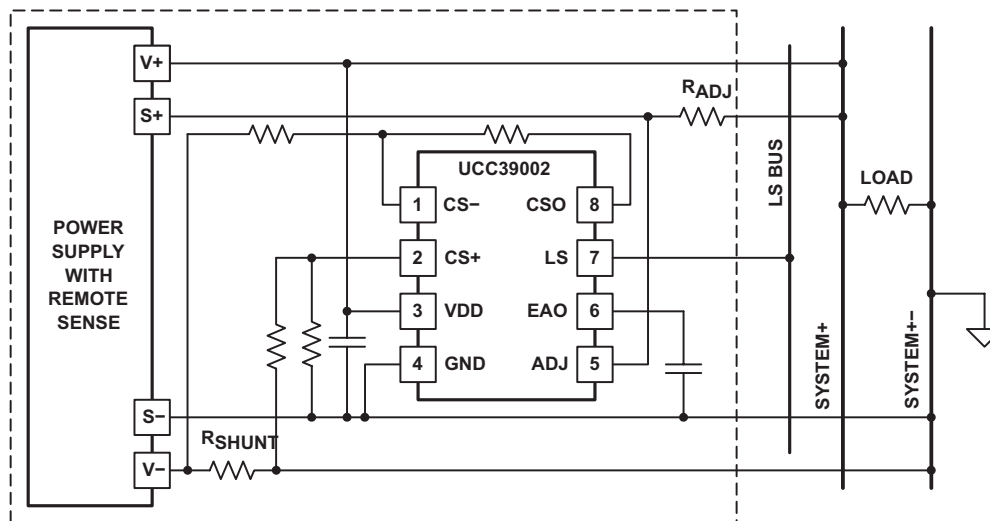 V+
S+
RADJ
UCC39002
1 CS−
CSO 8
2 CS+
LS 7
3 VDD
EAO 6
4 GND
ADJ 5
POWER
SUPPLY
WITH
REMOTE
SENSE
S−
RSHUNT
V−
LS BUS
LOAD
SYSTEM+
SYSTEM+−